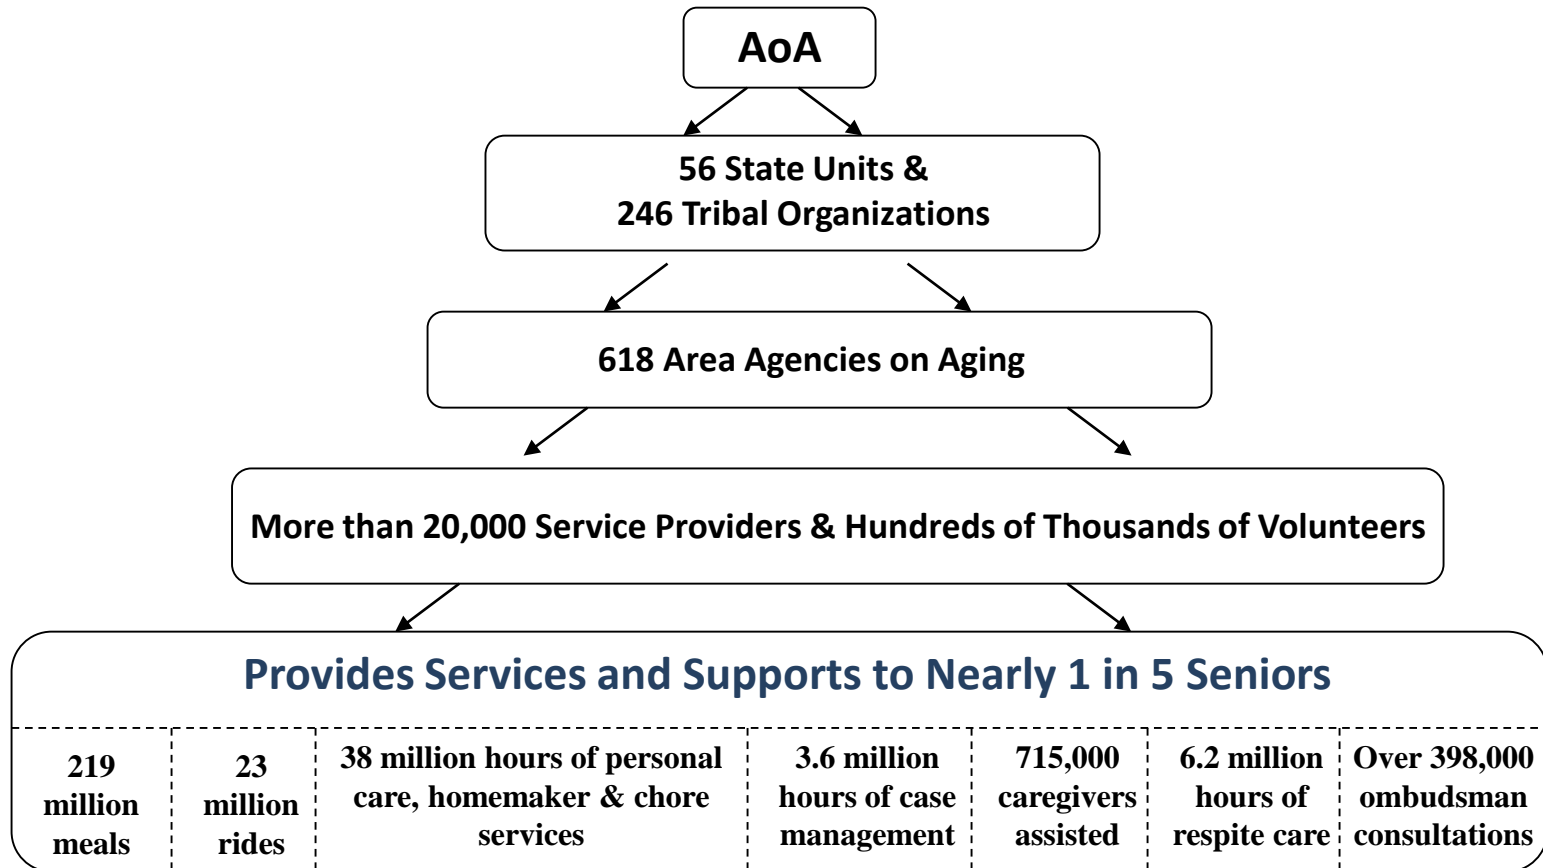 AoA
56 State Units &
246 Tribal Organizations
618 Area Agencies on Aging
More than 20,000 Service Providers & Hundreds of Thousands of Volunteers
Provides Services and Supports to Nearly 1 in 5 Seniors
219
million
meals
23
million
rides
38 million hours of personal
care, homemaker & chore
services
3.6 million
hours of case
management
715,000
caregivers
assisted
6.2 million
hours of
respite care
Over 398,000
ombudsman
consultations